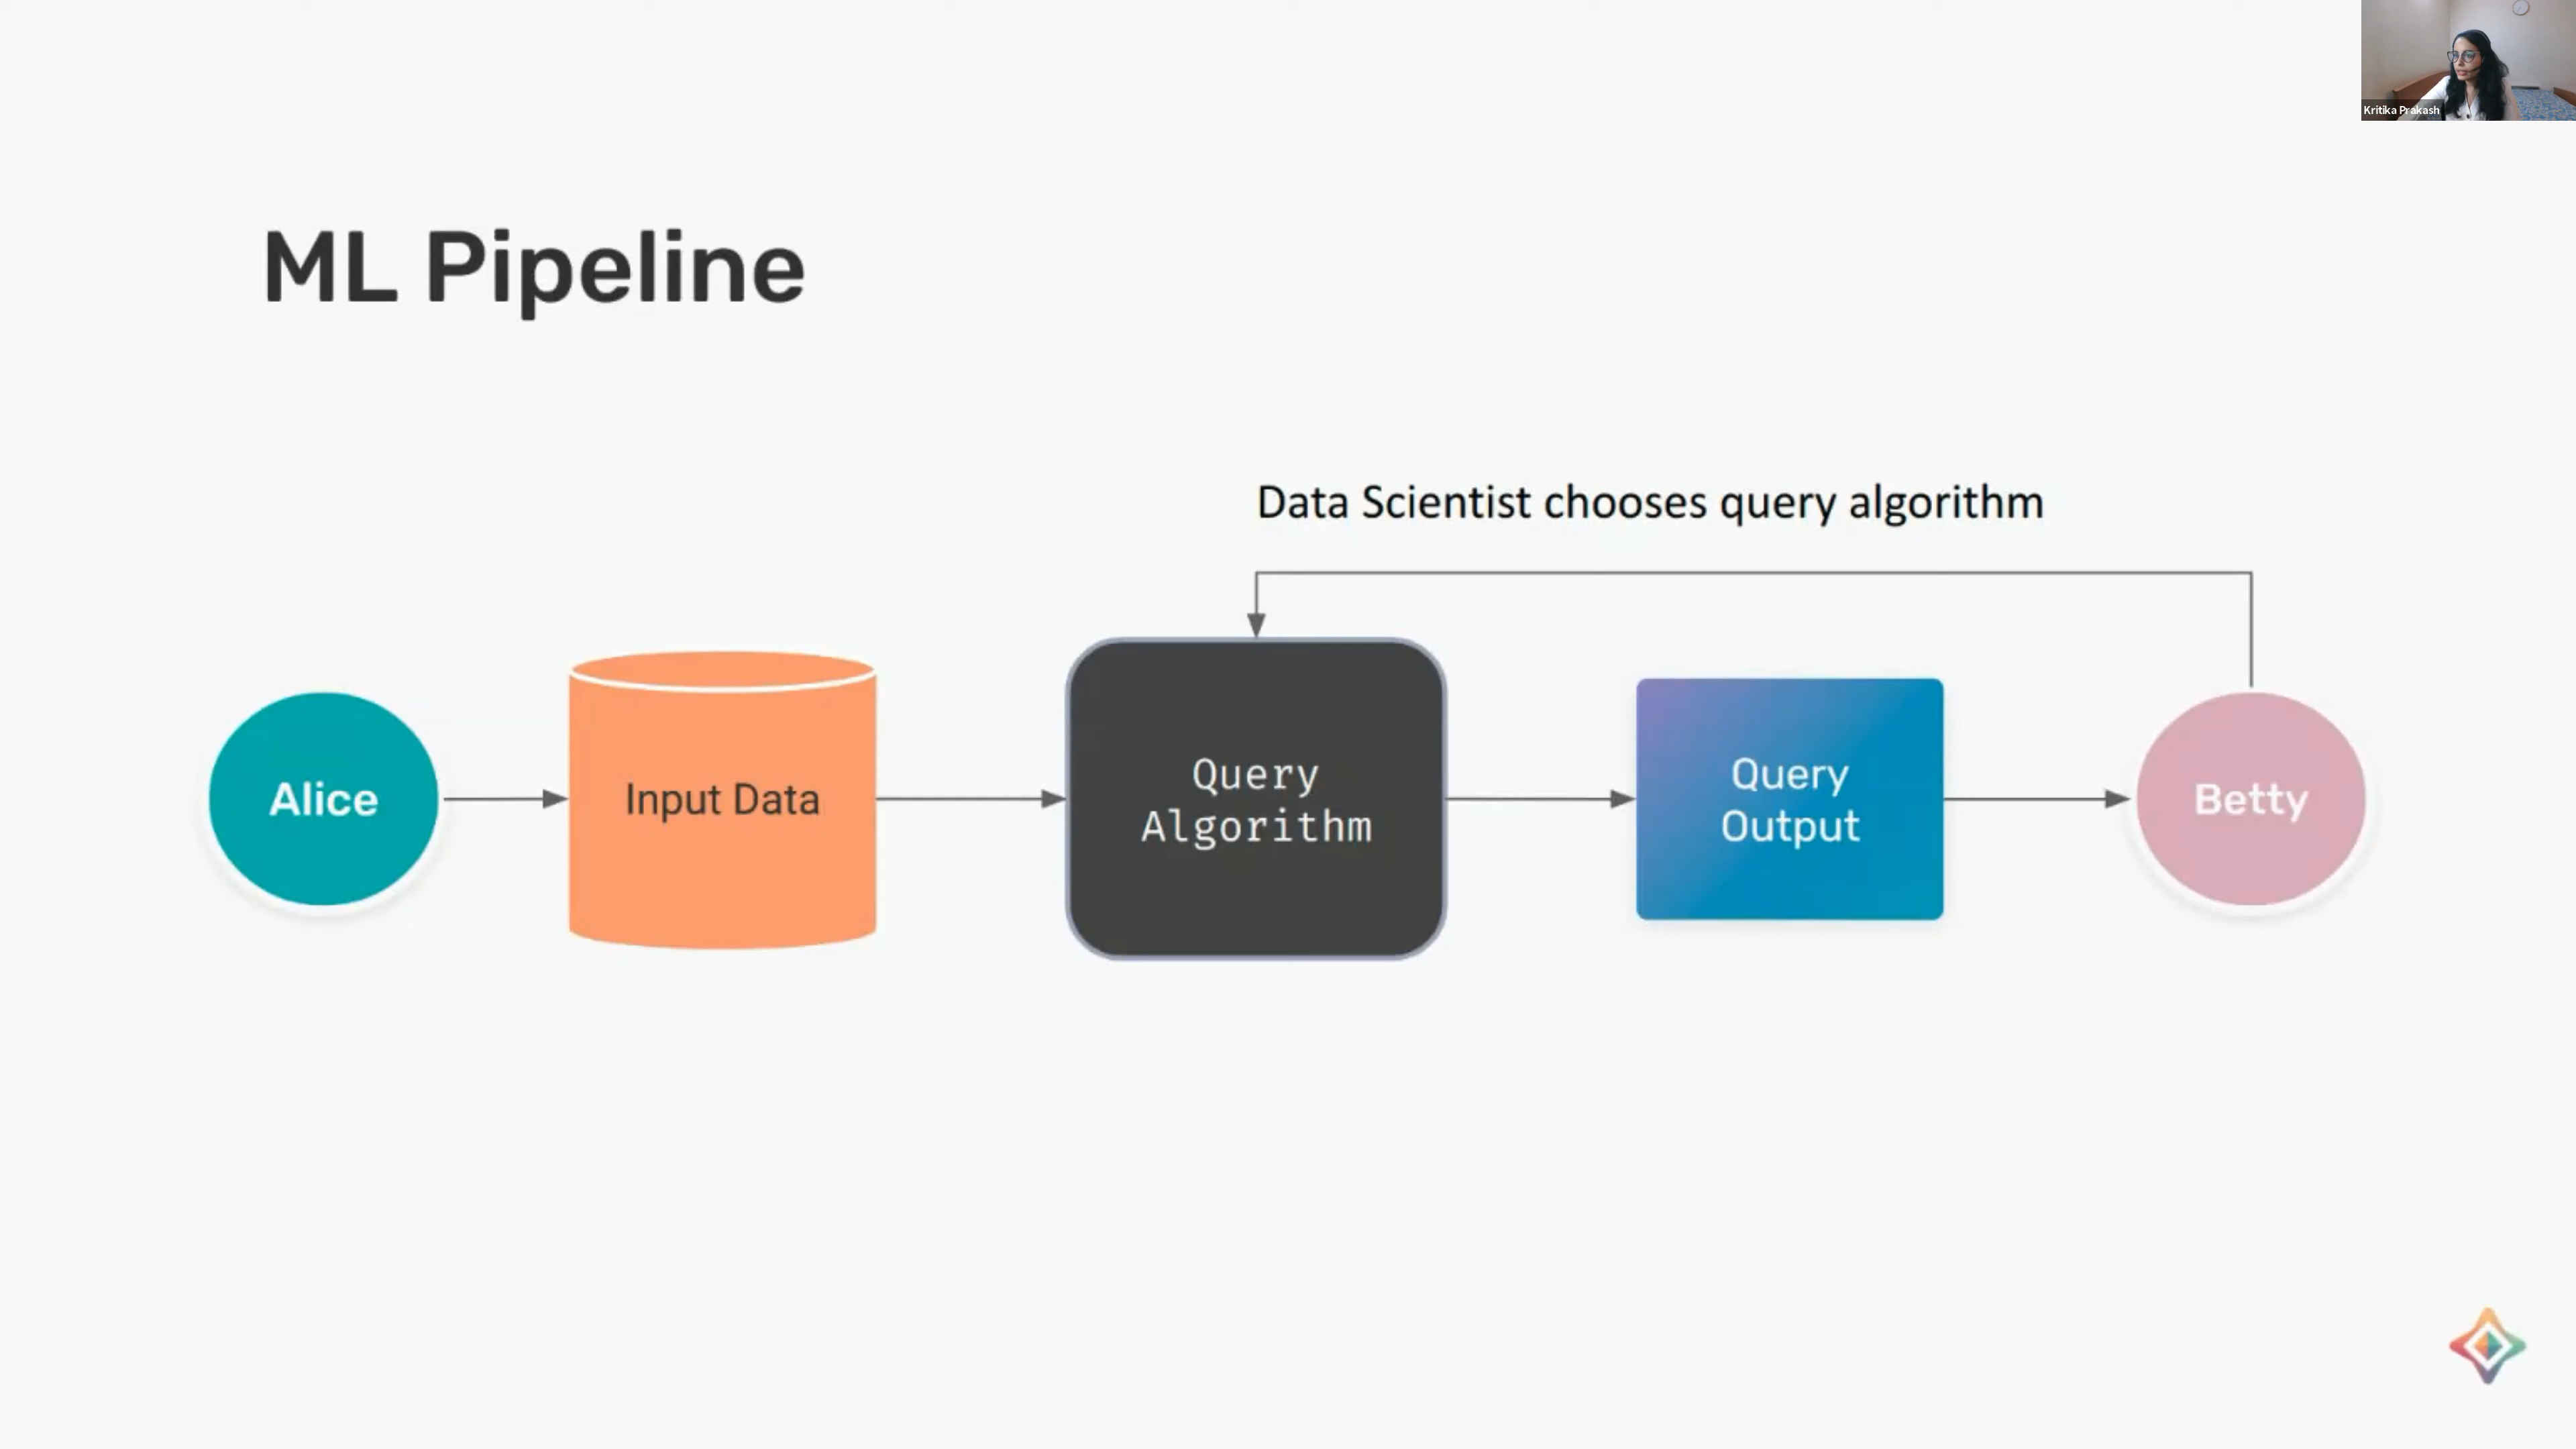 Kritika Prakash
ML Pipeline
Data Scientist chooses query algorithm
Alice
Input Data
Query
Algorithm
Query
Output
Betty